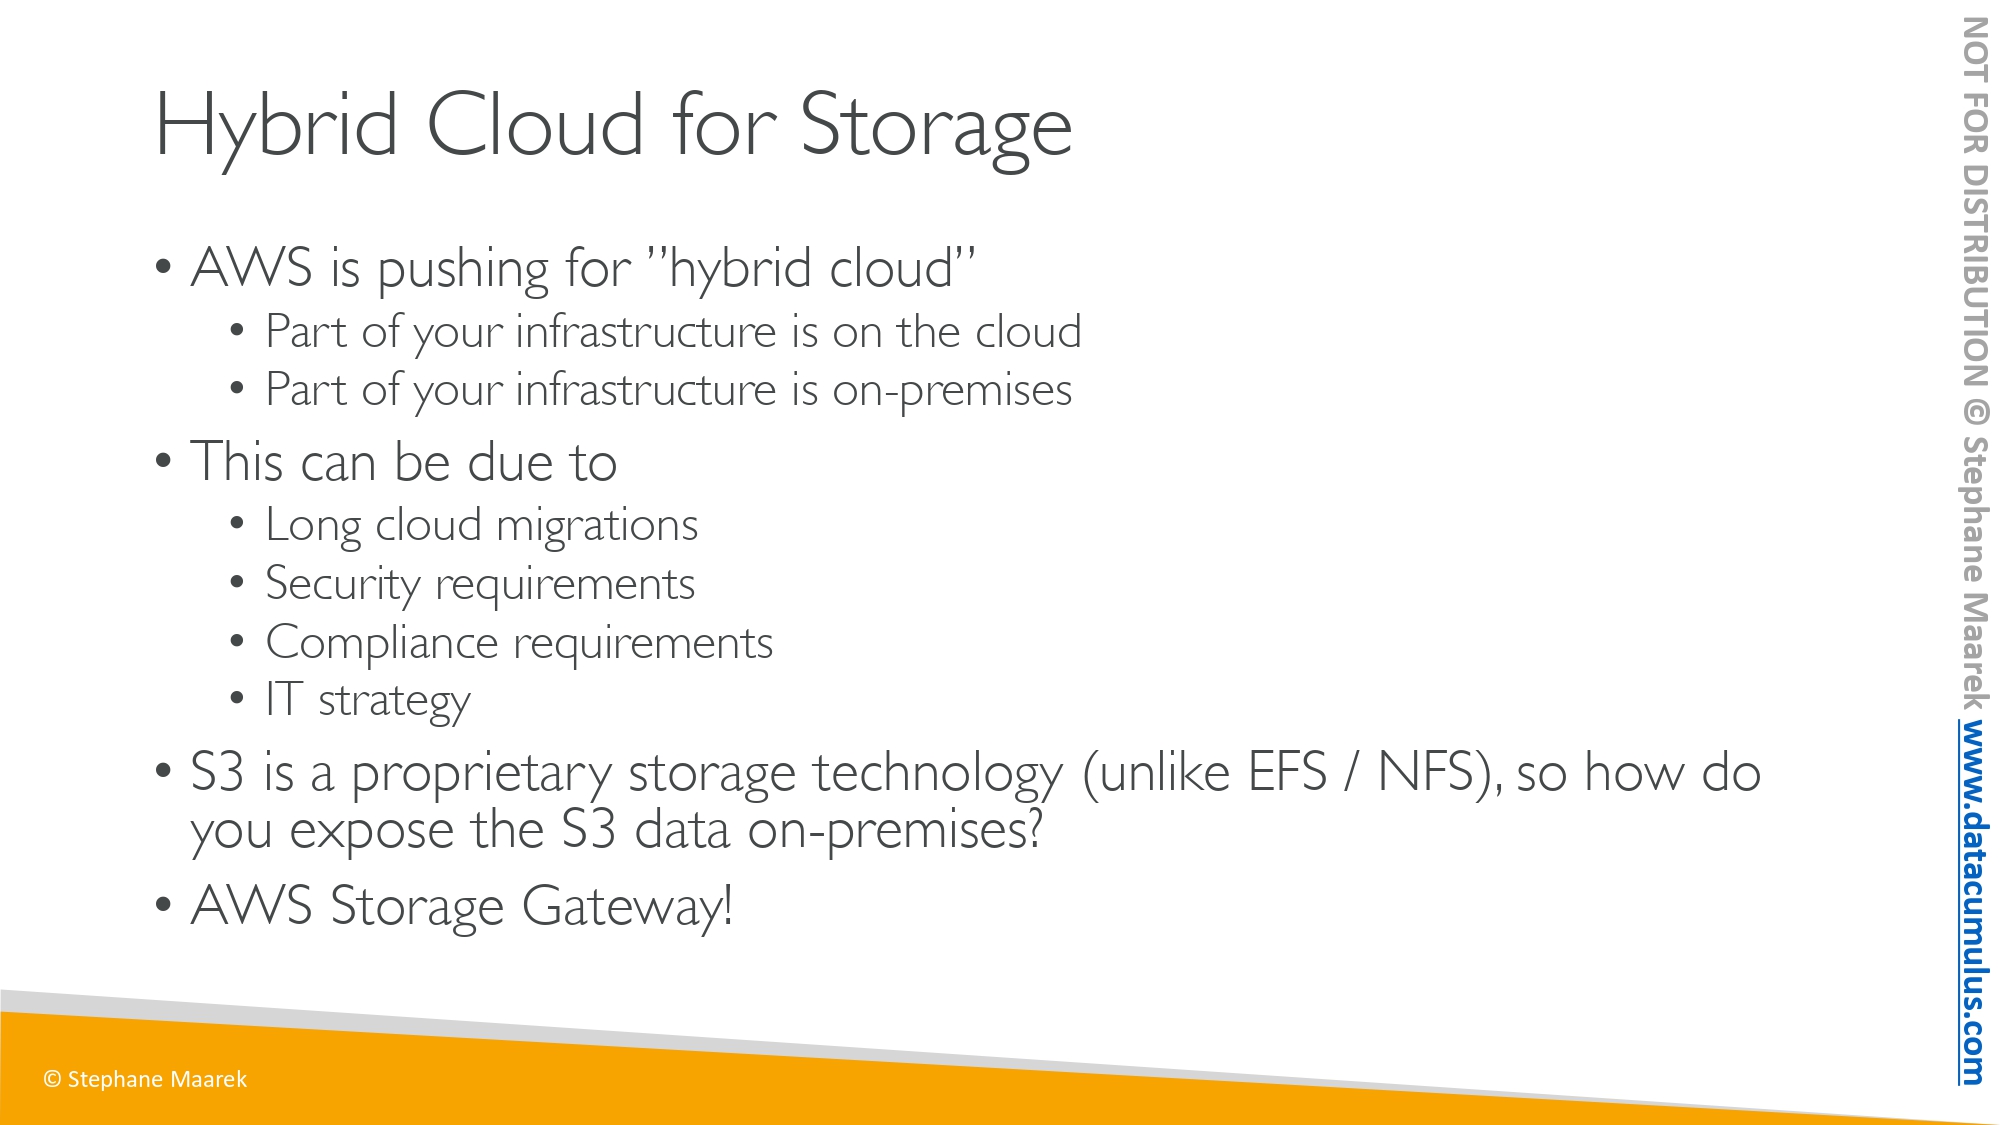 Hybrid Cloud for Storage
• AWS is pushing for ”hybrid cloud”
• Part of your infrastructure is on the cloud
• Part of your infrastructure is on-premises
• This can be due to
• Long cloud migrations
• Security requirements
• Compliance requirements
• IT strategy
• S3 is a proprietary storage technology (unlike EFS / NFS), so how do
you expose the S3 data on-premises?
• AWS Storage Gateway!
© Stephane Maarek
NOT FOR DISTRIBUTION © Stephane Maarek www.datacumulus.com